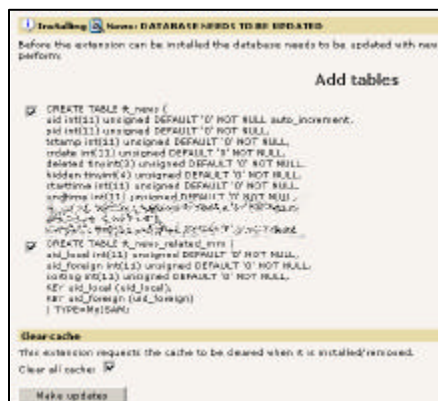 Installing News: DATABASE NEEDS TO BE UPDATED
Before the extension can be installed the database needs to be updated with new
perform:
Add tables
CREATE TABLE tt_news (
uid int(11) unsigned DEFAULT '0' NOT NULL auto_increment,
pid int(11) unsigned DEFAULT '0' NOT NULL,
tstamp int(11) unsigned DEFAULT '0' NOT NULL,
crdate int(11) unsigned DEFAULT '0' NOT NULL,
deleted tinyint(3) unsigned DEFAULT '0' NOT NULL,
hidden tinyint(4) unsigned DEFAULT '0' NOT NULL,
starttime int(11) unsigned DEFAULT '0' NOT NULL,
endtime int(11) unsigned DEFAULT '0' NOT NULL,
CREATE TABLE tt_news_related_mm (
uid_local int(11) unsigned DEFAULT '0' NOT NULL,
uid_foreign int(11) unsigned DEFAULT '0' NOT NULL,
sorting int(11) unsigned DEFAULT '0' NOT NULL,
KEY uid_local (uid_local),
KEY uid_foreign (uid_foreign)
) TYPE=MyISAM;
Clear cache
This extension requests the cache to be cleared when it is installed/removed.
Clear all cache:
Make updates